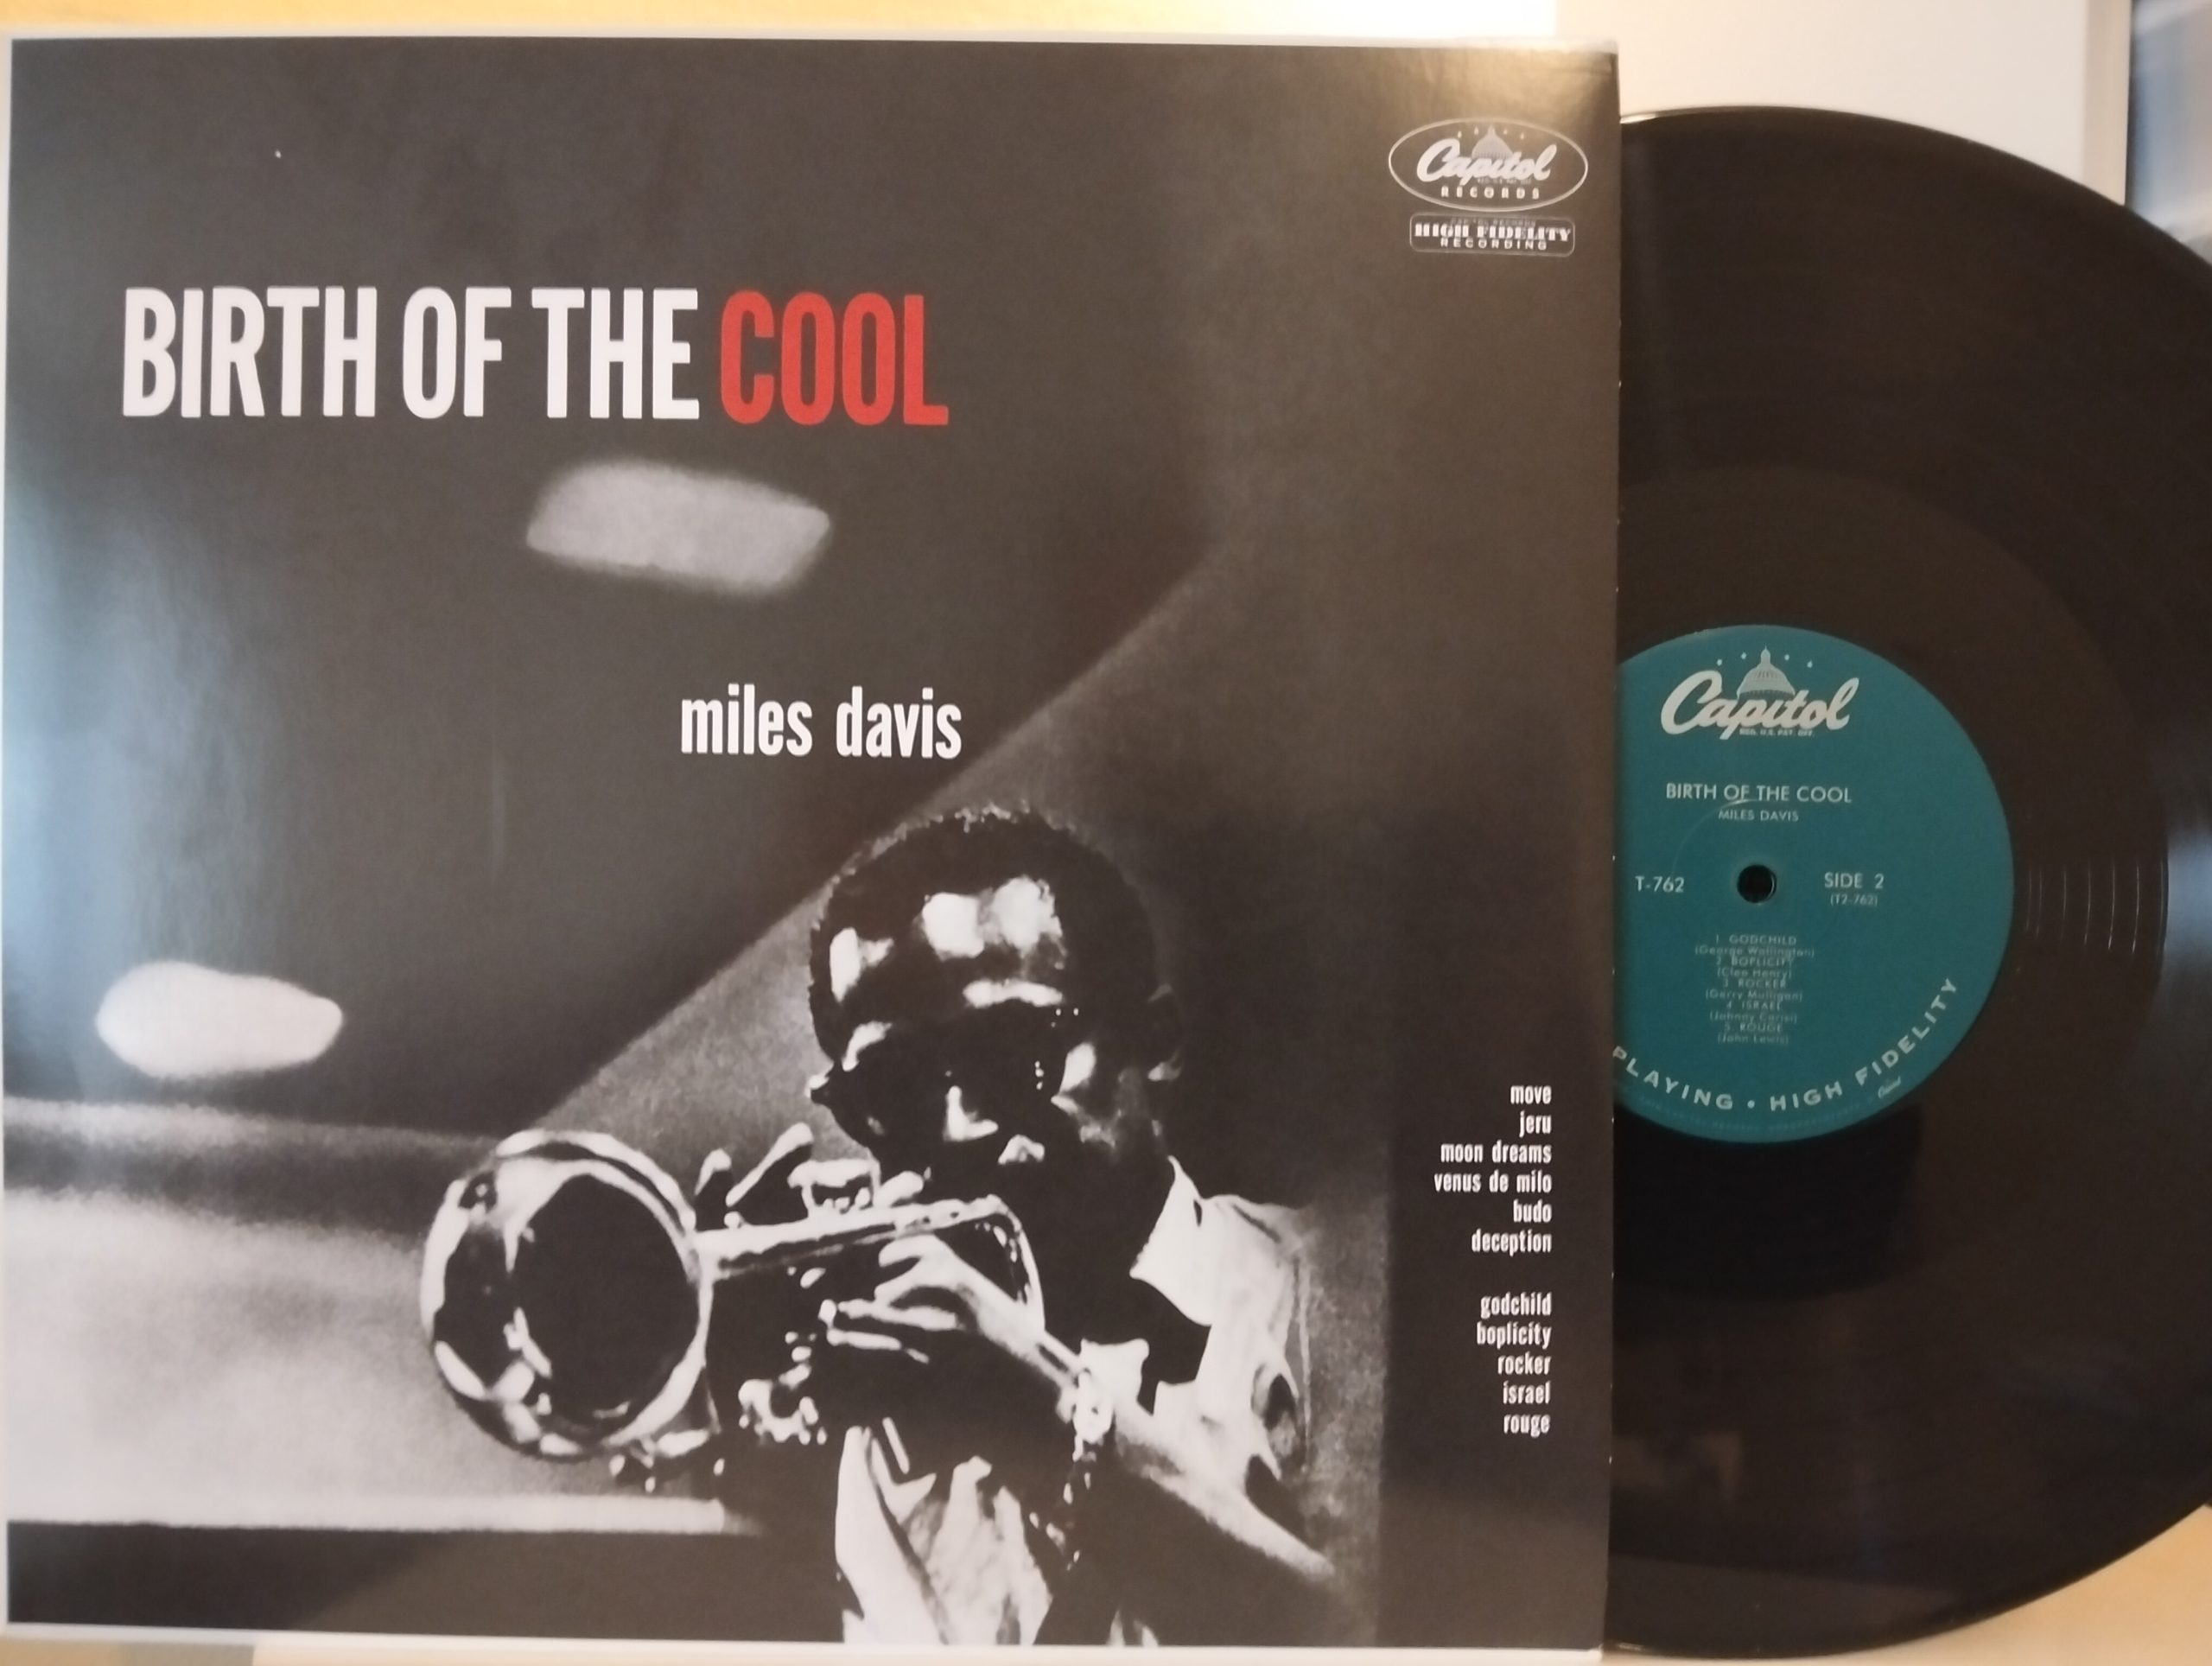 Capitol
RECORDS
HIGH FIDELITY
RECORDING
BIRTH OF THE COOL
miles davis
move
jeru
moon dreams
venus de milo
budo
deception
godchild
boplicity
rocker
israel
rouge
Capitol
REG. U.S. PAT. OFF.
BIRTH OF THE COOL
MILES DAVIS
T-762
SIDE 2
(T2-762)
1. GODCHILD
(George Wallington)
2. BOPLICITY
(Cleo Henry)
3. ROCKER
(Gerry Mulligan)
4. ISRAEL
(Johnny Carisi)
5. ROUGE
(John Lewis)
PLAYING • HIGH FIDELITY